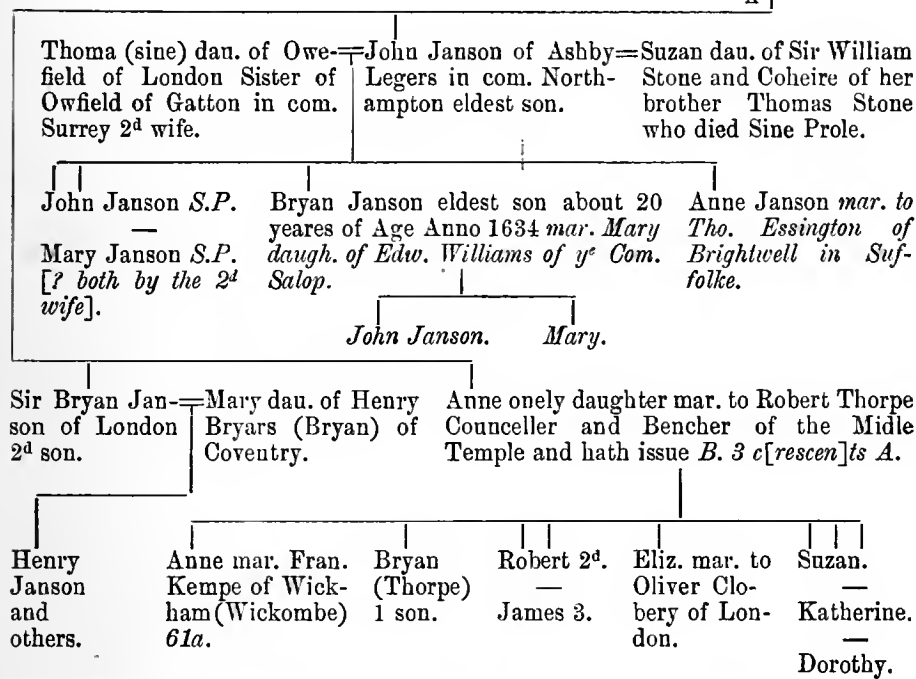 A
Thoma (sine) dau. of Owe-
field of London Sister of
Owfield of Gatton in com.
Surrey 2d wife.
John Janson of Ashby
Legers in com. North-
ampton eldest son.
Suzan dau. of Sir William
Stone and Coheire of her
brother Thomas Stone
who died Sine Prole.
John Janson S.P.
—
Mary Janson S.P.
[? both by the 2d
wife].
Bryan Janson eldest son about 20
yeares of Age Anno 1634 mar. Mary
daugh. of Edw. Williams of ye Com.
Salop.
Anne Janson mar. to
Tho. Essington of
Brightwell in Suf-
folke.
John Janson.
Mary.
Sir Bryan Jan-
son of London
2d son.
Mary dau. of Henry
Bryars (Bryan) of
Coventry.
Anne onely daughter mar. to Robert Thorpe
Counceller and Bencher of the Midle
Temple and hath issue B. 3 c[rescen]ts A.
Henry
Janson
and
others.
Anne mar. Fran.
Kempe of Wick-
ham (Wickombe)
61a.
Bryan
(Thorpe)
1 son.
Robert 2d.
—
James 3.
Eliz. mar. to
Oliver Clo-
bery of Lon-
don.
Suzan.
—
Katherine.
—
Dorothy.